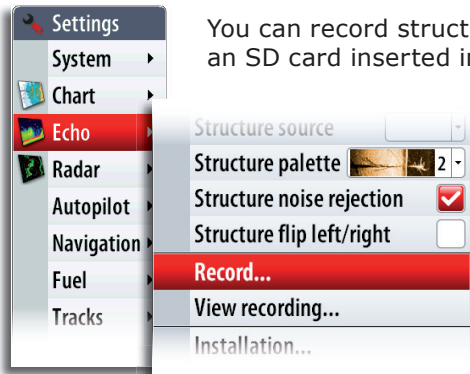 Settings
You can record struct
an SD card inserted i
System
Chart
Echo
Radar
Autopilot
Navigation
Fuel
Tracks
Structure source
Structure palette 2
Structure noise rejection
Structure flip left/right
Record...
View recording...
Installation...